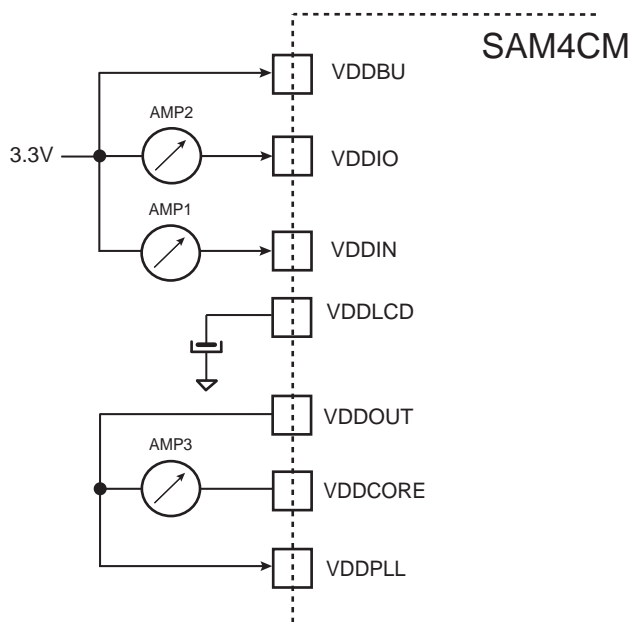 SAM4CM
VDDBU
AMP2
3.3V
VDDIO
AMP1
VDDIN
VDDLCD
VDDOUT
AMP3
VDDCORE
VDDPLL